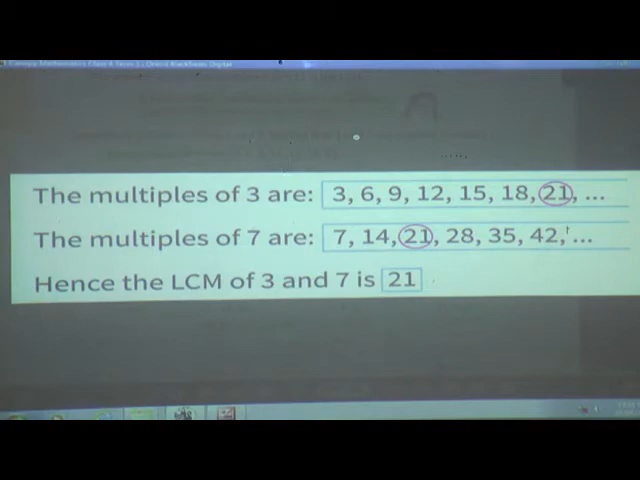 The multiples of 3 are: 3, 6, 9, 12, 15, 18, 21, ...
The multiples of 7 are: 7, 14, 21, 28, 35, 42, ...
Hence the LCM of 3 and 7 is 21